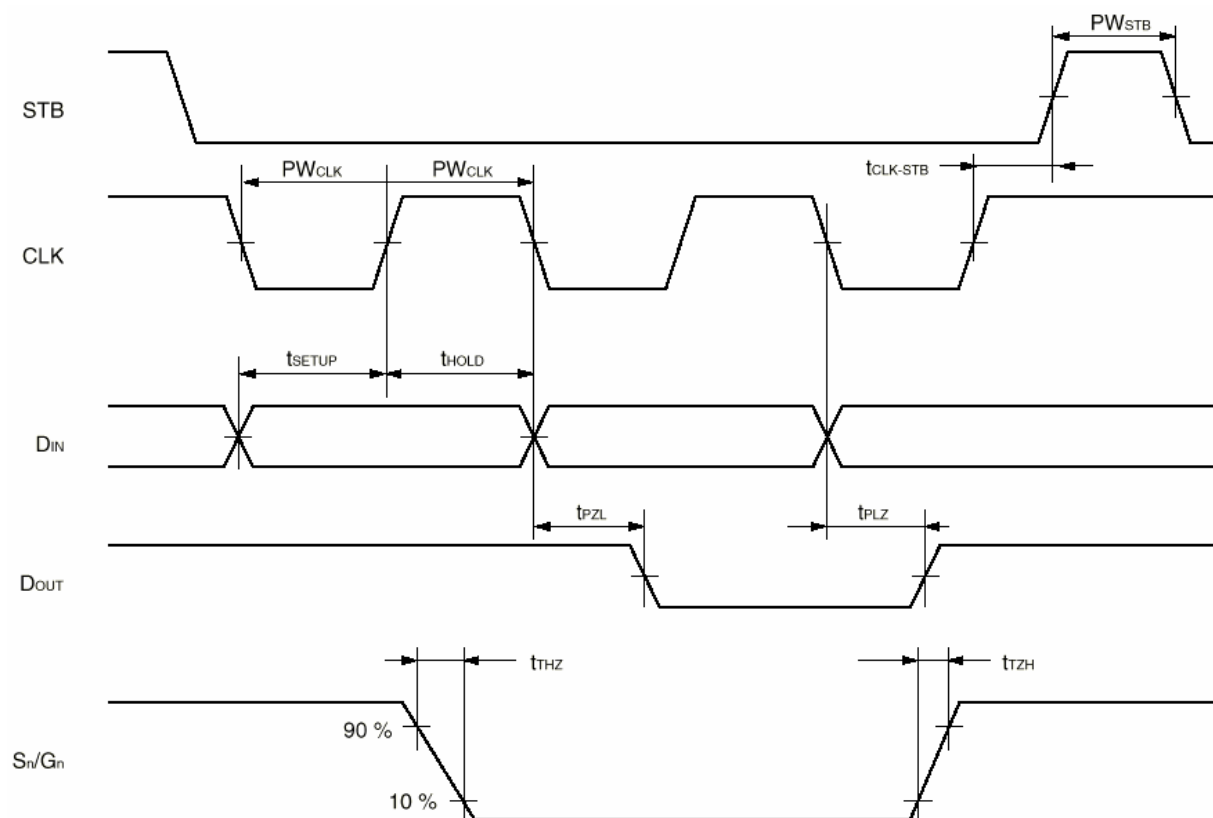 PWSTB
STB
tCLK-STB
PWCLK PWCLK
CLK
tSETUP tHOLD
DIN
tPZL tPLZ
DOUT
tTHZ tTZH
90 %
Sn/Gn
10 %